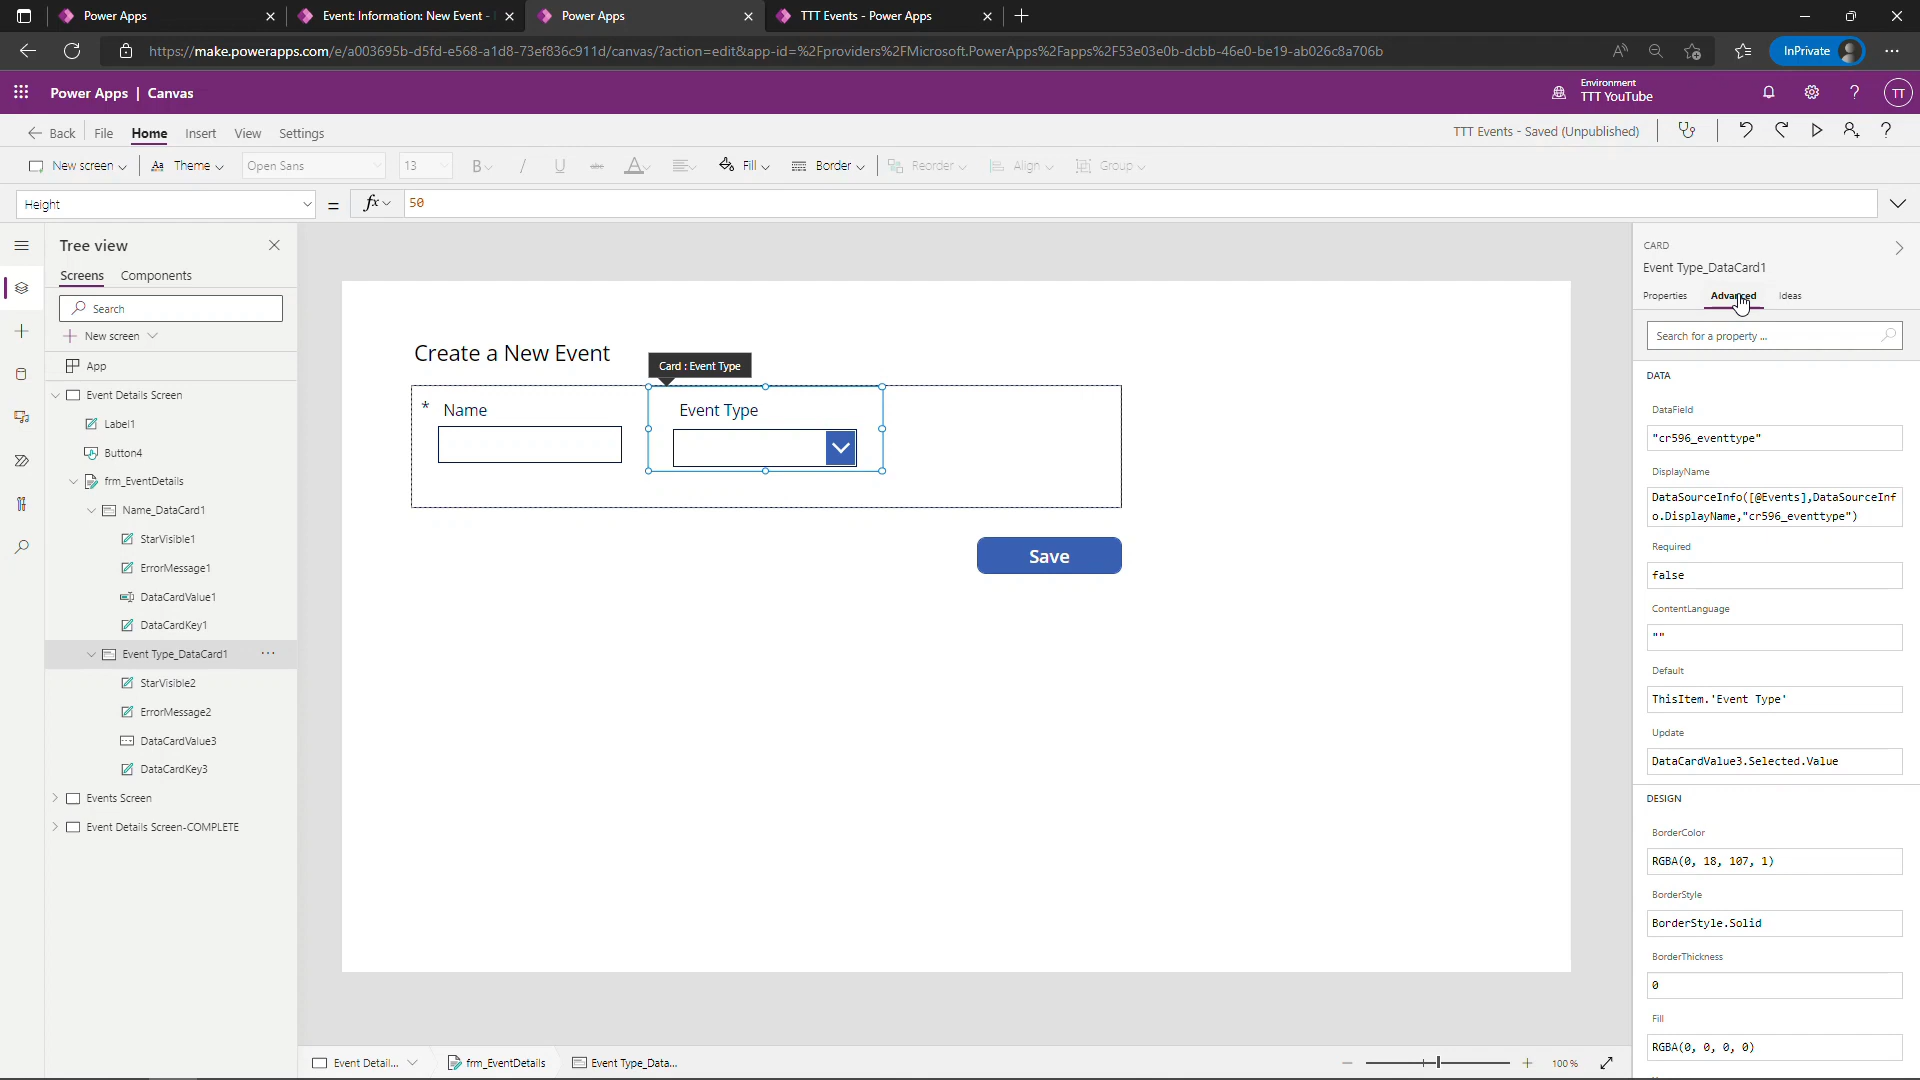 Power Apps
Event: Information: New Event -
Power Apps
TTT Events - Power Apps
https://make.powerapps.com/e/a003695b-d5fd-e568-a1d8-73ef836c911d/canvas/?action=edit&app-id=%2Fproviders%2FMicrosoft.PowerApps%2Fapps%2F53e03e0b-dcbb-46e0-be19-ab026c8a706b
InPrivate
Power Apps | Canvas
Environment
TTT YouTube
TT
Back File Home Insert View Settings
TTT Events - Saved (Unpublished)
New screen Theme Open Sans 13 B I U abc A Fill Border Reorder Align Group
Height = fx 50
Tree view
Screens Components
Search
New screen
App
Event Details Screen
Label1
Button4
frm_EventDetails
Name_DataCard1
StarVisible1
ErrorMessage1
DataCardValue1
DataCardKey1
Event Type_DataCard1
StarVisible2
ErrorMessage2
DataCardValue3
DataCardKey3
Events Screen
Event Details Screen-COMPLETE
Create a New Event
Card : Event Type
* Name
Event Type
Save
CARD
Event Type_DataCard1
Properties Advanced Ideas
Search for a property ...
DATA
DataField
"cr596_eventtype"
DisplayName
DataSourceInfo([@Events],DataSourceInf
o.DisplayName,"cr596_eventtype")
Required
false
ContentLanguage
""
Default
ThisItem.'Event Type'
Update
DataCardValue3.Selected.Value
DESIGN
BorderColor
RGBA(0, 18, 107, 1)
BorderStyle
BorderStyle.Solid
BorderThickness
0
Fill
RGBA(0, 0, 0, 0)
Event Detail... frm_EventDetails Event Type_Data...
100 %